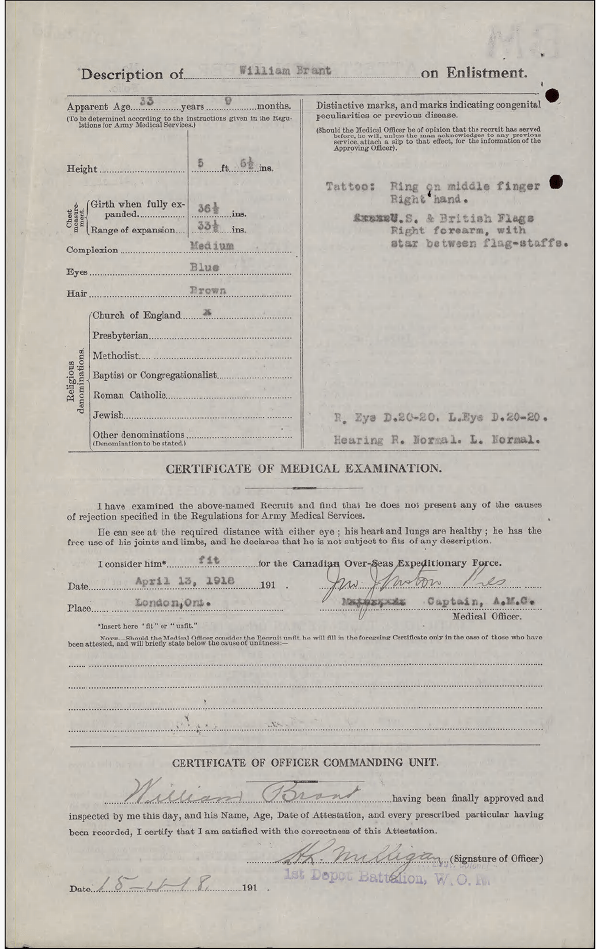 Description of William Brant on Enlistment.
Apparent Age 33 years 9 months.
(To be determined according to the instructions given in the Regu-
lations for Army Medical Services.)
Height 5 ft. 6½ ins.
Chest measurement.
Girth when fully ex-
panded 36½ ins.
Range of expansion 33½ ins.
Complexion Medium
Eyes Blue
Hair Brown
Religious denominations.
Church of England x
Presbyterian
Methodist
Baptist or Congregationalist
Roman Catholic
Jewish
Other denominations
(Denomination to be stated.)
Distinctive marks, and marks indicating congenital
peculiarities or previous disease.
(Should the Medical Officer be of opinion that the recruit has served
before, he will, unless the man acknowledges to any previous
service, attach a slip to that effect, for the information of the
Approving Officer).
Tattoo: Ring on middle finger
Right hand.
U.S. & British Flags
Right forearm, with
star between flag-staffs.
R. Eye D.20-20. L.Eye D.20-20.
Hearing R. Normal. L. Normal.
CERTIFICATE OF MEDICAL EXAMINATION.
I have examined the above-named Recruit and find that he does not present any of the causes
of rejection specified in the Regulations for Army Medical Services.
He can see at the required distance with either eye ; his heart and lungs are healthy ; he has the
free use of his joints and limbs, and he declares that he is not subject to fits of any description.
I consider him* fit for the Canadian Over-Seas Expeditionary Force.
Date April 13, 1918 191 .
Place London, Ont. Captain, A.M.C.
Medical Officer.
*Insert here "fit" or "unfit."
NOTE.—Should the Medical Officer consider the Recruit unfit, he will fill in the foregoing Certificate only in the case of those who have
been attested, and will briefly state below the cause of unfitness:—
CERTIFICATE OF OFFICER COMMANDING UNIT.
William Brant having been finally approved and
inspected by me this day, and his Name, Age, Date of Attestation, and every prescribed particular having
been recorded, I certify that I am satisfied with the correctness of this Attestation.
Milligan (Signature of Officer)
1st Depot Battalion, W. O. R.
Date 15-4-18. 191 .